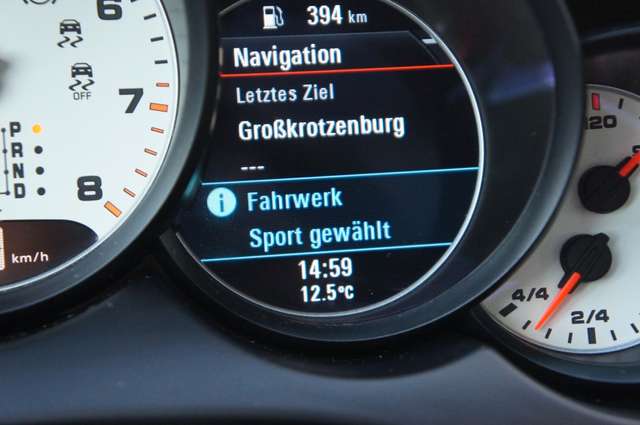 6
7
8
OFF
P
R
N
D
km/h
394 km
Navigation
Letztes Ziel
Großkrotzenburg
---
i Fahrwerk
Sport gewählt
14:59
12.5°C
120
4/4
2/4